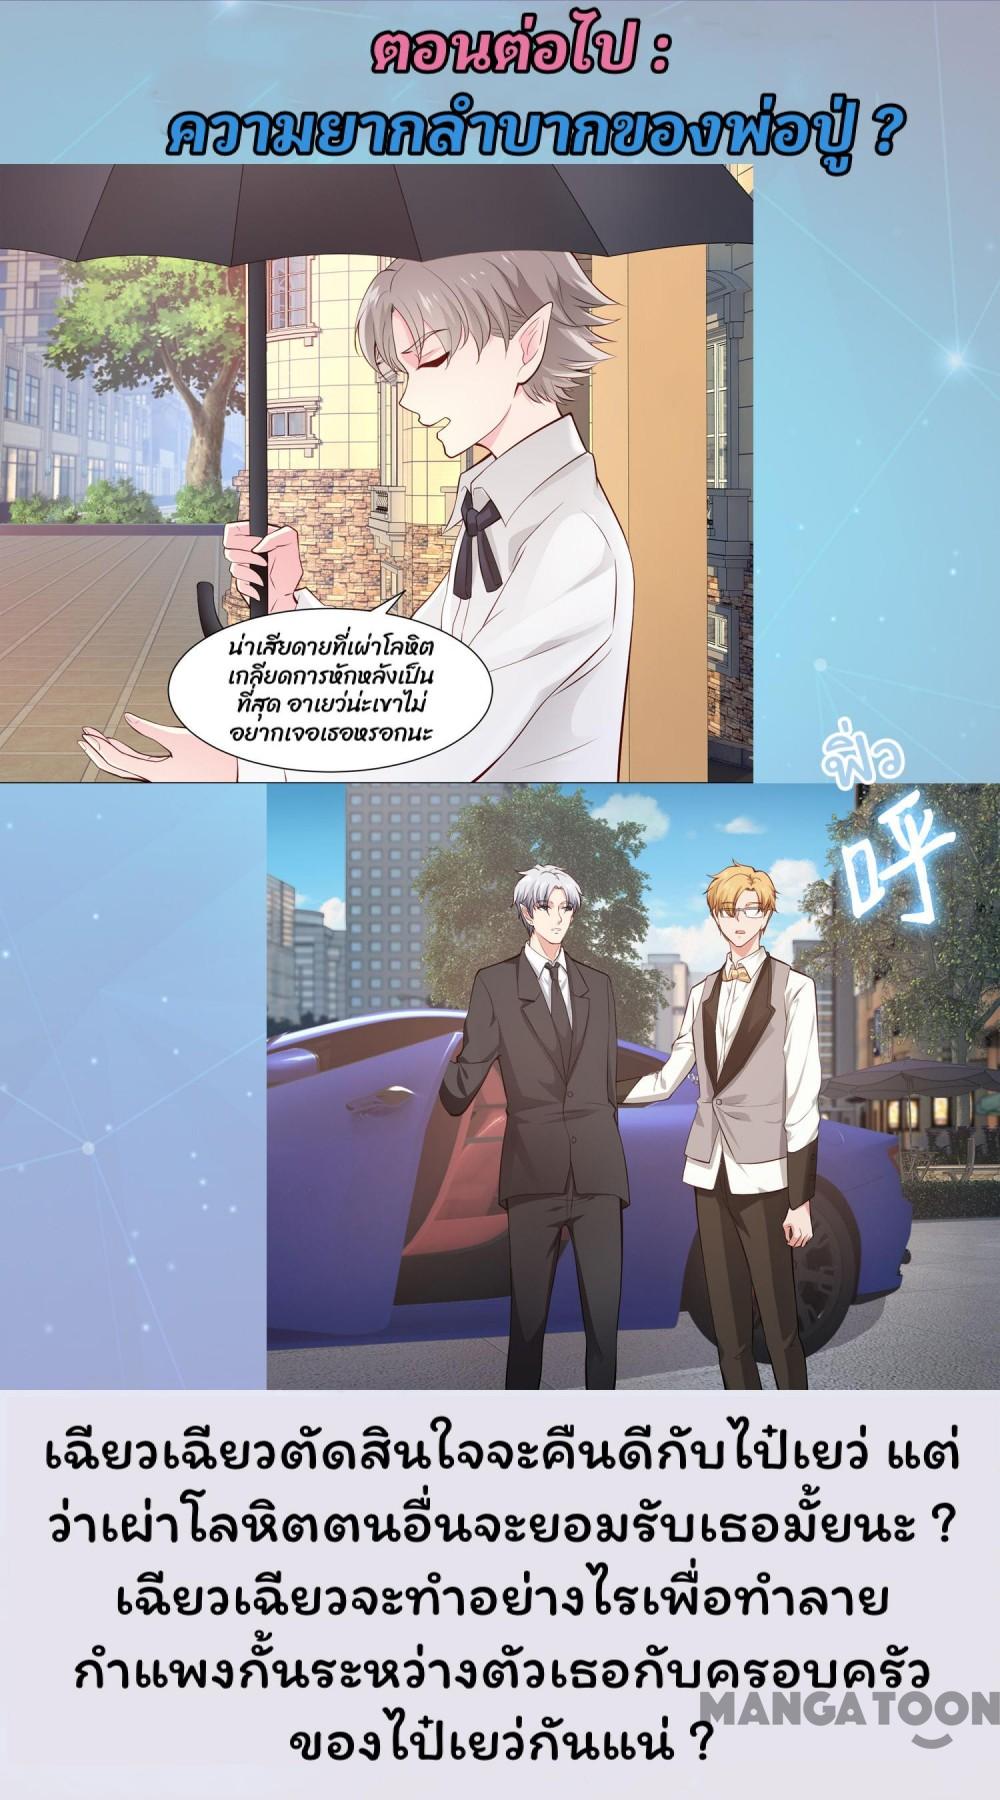 ตอนต่อไป :
ความยากลำบากของพ่อปู่ ?
น่าเสียดายที่เผ่าโลหิต
เกลียดการหักหลังเป็น
ที่สุด อาเยว่น่ะเขาไม่
อยากเจอเธอหรอกนะ
ฟิ่ว
呼
เฉียวเฉียวตัดสินใจจะคืนดีกับไป๋เยว่ แต่
ว่าเผ่าโลหิตตนอื่นจะยอมรับเธอมั้ยนะ ?
เฉียวเฉียวจะทำอย่างไรเพื่อทำลาย
กำแพงกั้นระหว่างตัวเธอกับครอบครัว
ของไป๋เยว่กันแน่ ?
MANGATOON